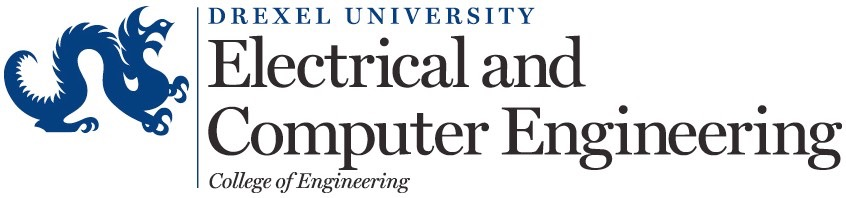 DREXEL UNIVERSITY
Electrical and
Computer Engineering
College of Engineering